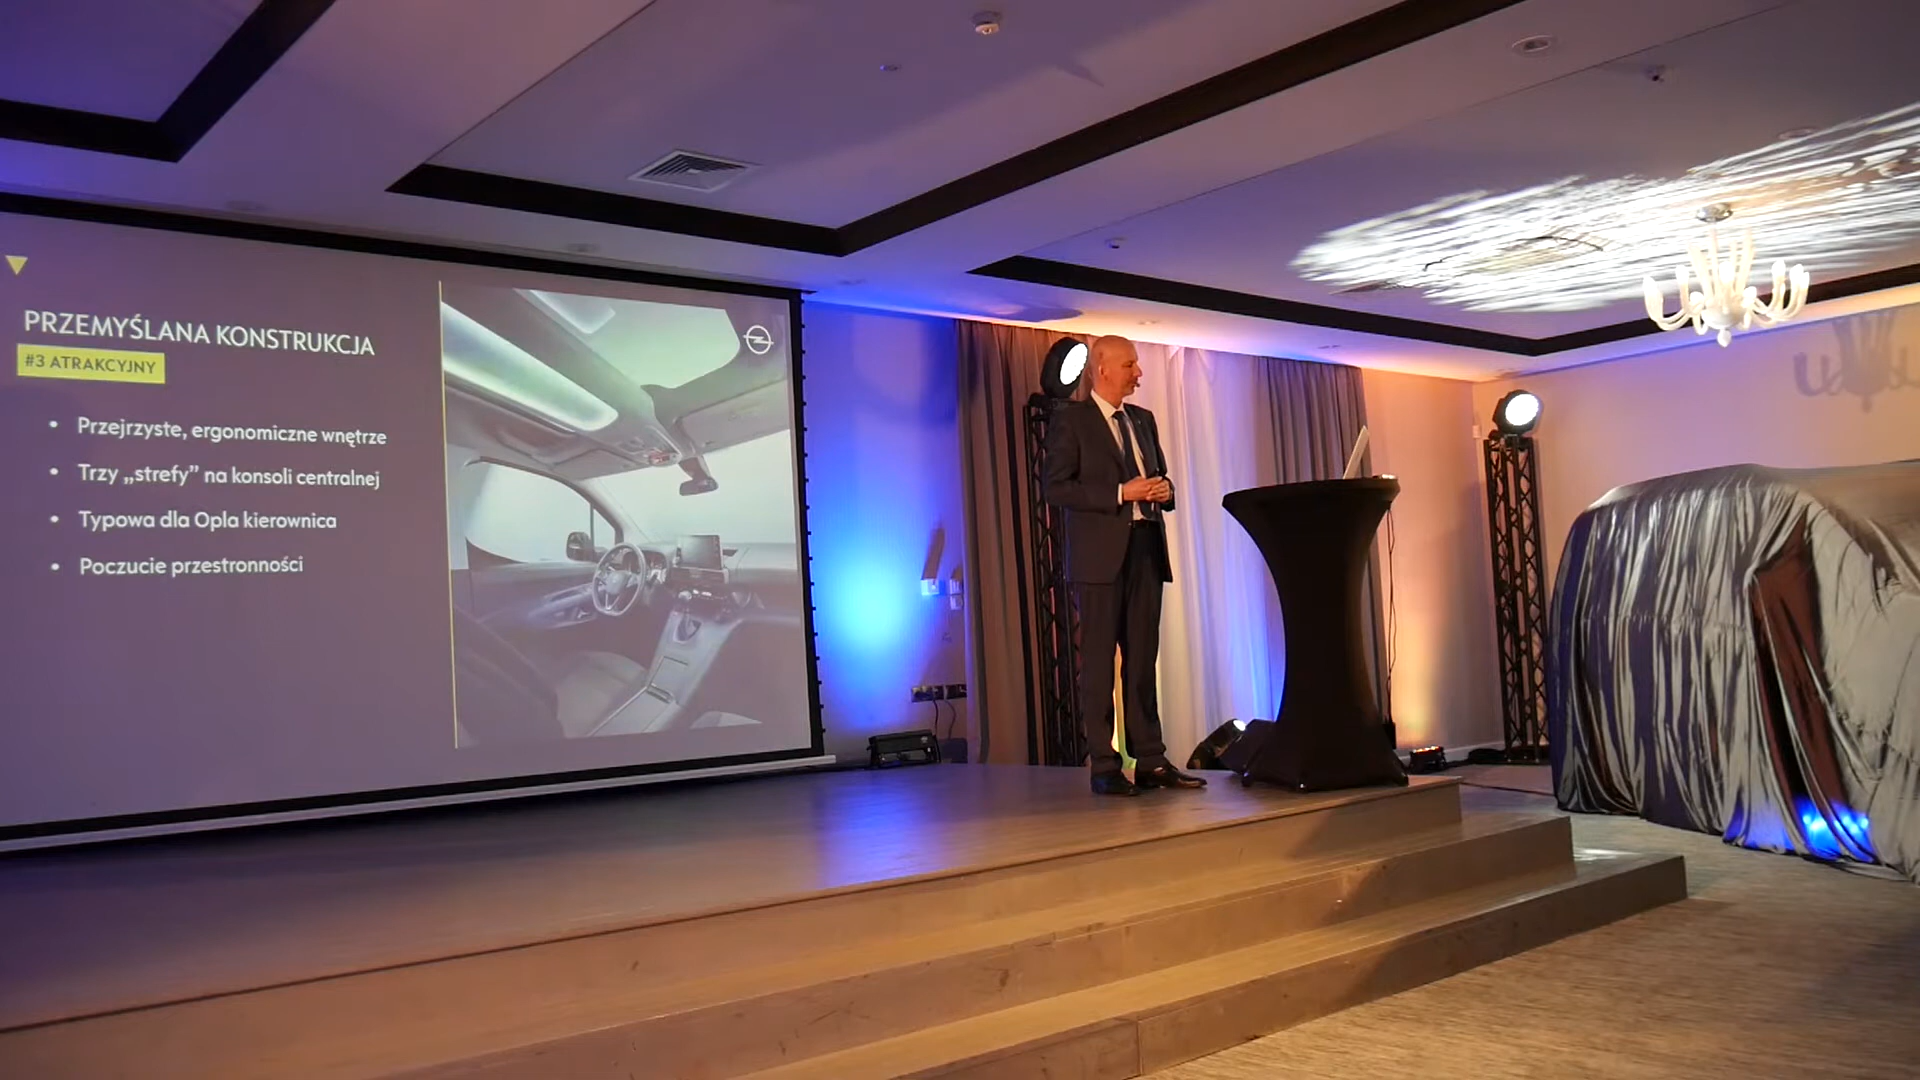 PRZEMYŚLANA KONSTRUKCJA
#3 ATRAKCYJNY
• Przejrzyste, ergonomiczne wnętrze
• Trzy „strefy” na konsoli centralnej
• Typowa dla Opla kierownica
• Poczucie przestronności